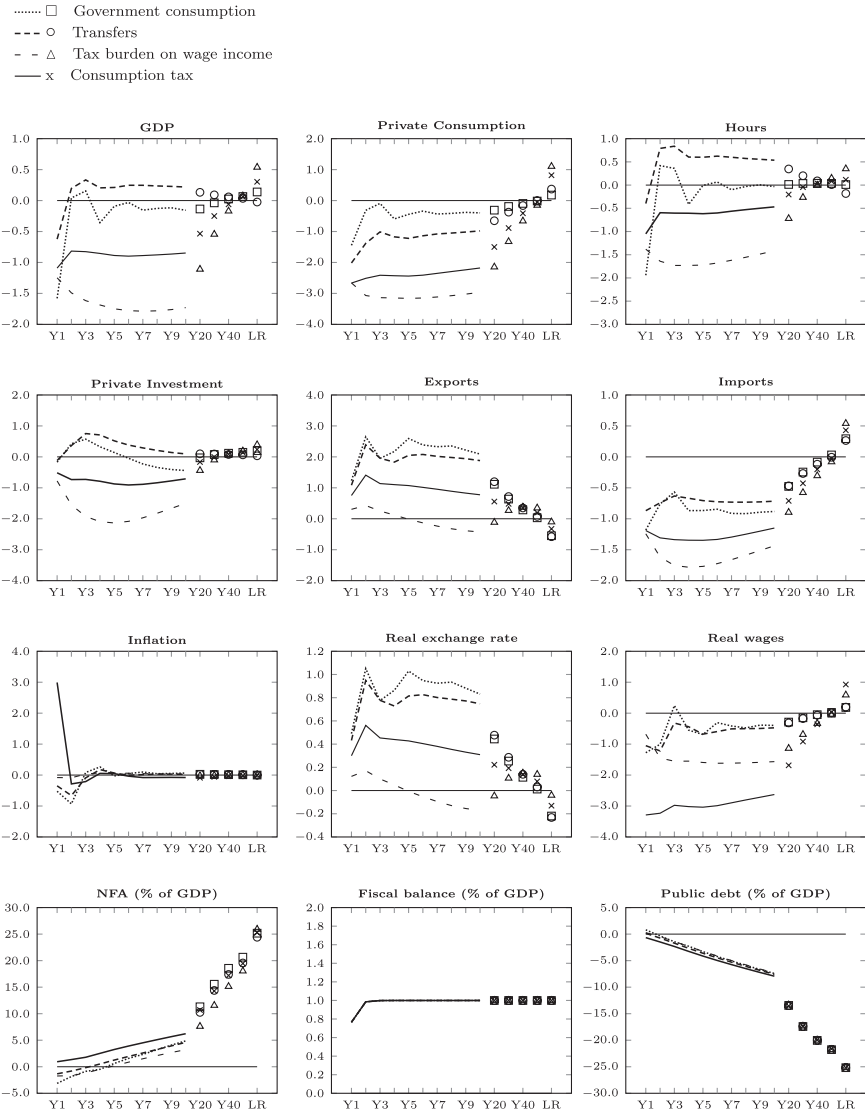 Government consumption
Transfers
Tax burden on wage income
x Consumption tax
GDP Private Consumption Hours
1.0 2.0 1.0
0.5 1.0 0.5
0.0 0.0 0.0
−0.5 −1.0 −0.5
−1.0 −2.0 −1.0
−1.5 −3.0 −1.5
−2.0 −4.0 −2.0
−2.5
−3.0
Y1 Y3 Y5 Y7 Y9 Y20 Y40 LR Y1 Y3 Y5 Y7 Y9 Y20 Y40 LR Y1 Y3 Y5 Y7 Y9 Y20 Y40 LR
Private Investment Exports Imports
2.0 4.0 1.0
1.0 3.0 0.5
0.0 2.0 0.0
−1.0 1.0 −0.5
−2.0 0.0 −1.0
−3.0 −1.0 −1.5
−4.0 −2.0 −2.0
Y1 Y3 Y5 Y7 Y9 Y20 Y40 LR Y1 Y3 Y5 Y7 Y9 Y20 Y40 LR Y1 Y3 Y5 Y7 Y9 Y20 Y40 LR
Inflation Real exchange rate Real wages
4.0 1.2 2.0
3.0 1.0 1.0
2.0 0.8 0.0
1.0 0.6 −1.0
0.0 0.4 −2.0
−1.0 0.2 −3.0
−2.0 0.0 −4.0
−0.2
−0.4
Y1 Y3 Y5 Y7 Y9 Y20 Y40 LR Y1 Y3 Y5 Y7 Y9 Y20 Y40 LR Y1 Y3 Y5 Y7 Y9 Y20 Y40 LR
NFA (% of GDP) Fiscal balance (% of GDP) Public debt (% of GDP)
30.0 2.0 5.0
25.0 1.8 0.0
20.0 1.6 −5.0
15.0 1.4 −10.0
10.0 1.2 −15.0
5.0 1.0 −20.0
0.0 0.8 −25.0
−5.0 0.6 −30.0
0.4
0.2
0.0
Y1 Y3 Y5 Y7 Y9 Y20 Y40 LR Y1 Y3 Y5 Y7 Y9 Y20 Y40 LR Y1 Y3 Y5 Y7 Y9 Y20 Y40 LR